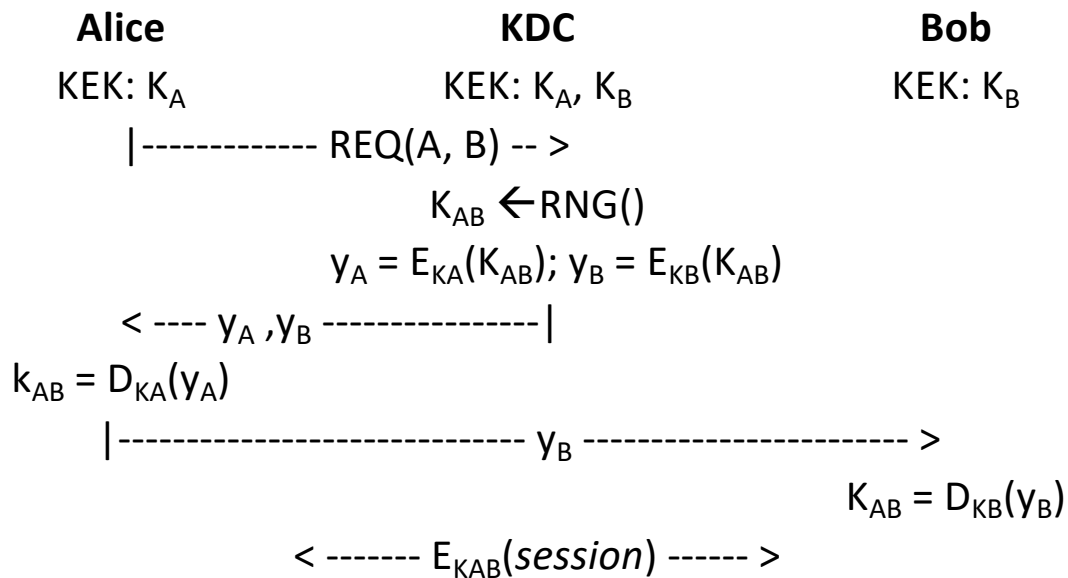 Alice KDC Bob
KEK: K_A KEK: K_A, K_B KEK: K_B
|------------- REQ(A, B) -- >
K_AB ←RNG()
y_A = E_KA(K_AB); y_B = E_KB(K_AB)
< ---- y_A ,y_B ----------------|
k_AB = D_KA(y_A)
|------------------------------- y_B ------------------------ >
K_AB = D_KB(y_B)
< ------- E_KAB(session) ------ >